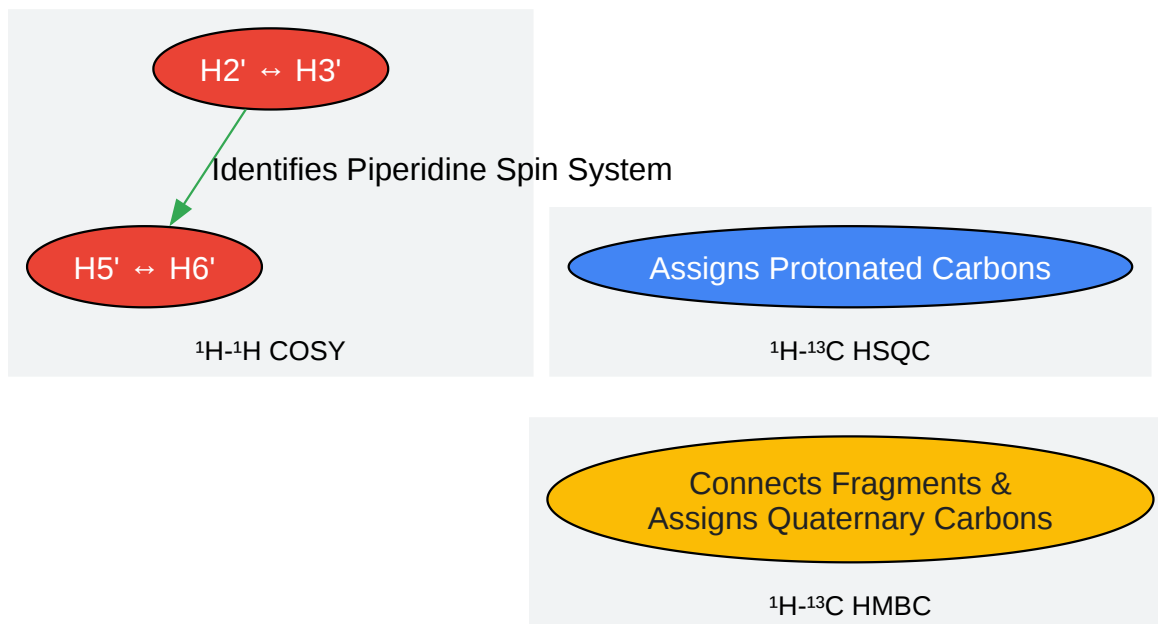 H2' ↔ H3'
Identifies Piperidine Spin System
H5' ↔ H6'
¹H-¹H COSY
Assigns Protonated Carbons
¹H-¹³C HSQC
Connects Fragments &
Assigns Quaternary Carbons
¹H-¹³C HMBC